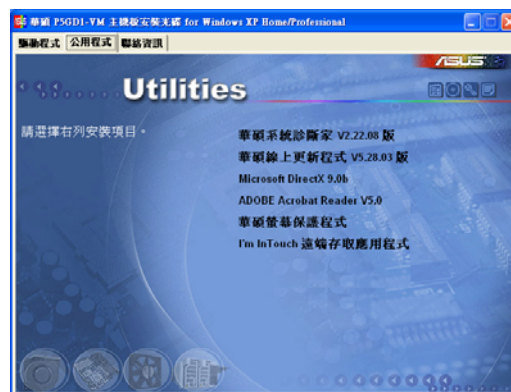 華碩 P5GD1-VM 主機板安裝光碟 for Windows XP Home/Professional
驅動程式 公用程式 聯絡資訊
ASUS
Utilities
請選擇右列安裝項目。
華碩系統診斷家 V2.22.08 版
華碩線上更新程式 V5.28.03 版
Microsoft DirectX 9.0b
ADOBE Acrobat Reader V5.0
華碩螢幕保護程式
I'm InTouch 遠端存取應用程式